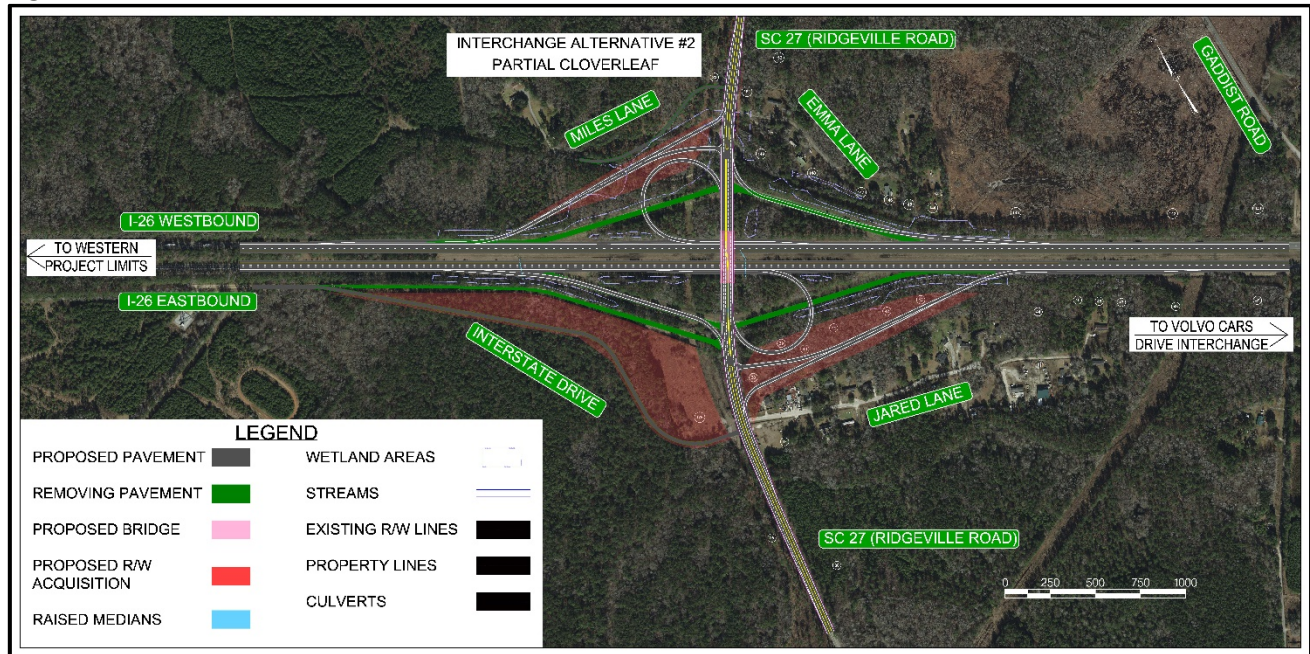 INTERCHANGE ALTERNATIVE #2
PARTIAL CLOVERLEAF
SC 27 (RIDGEVILLE ROAD)
GADDIST ROAD
MILES LANE
EMMA LANE
I-26 WESTBOUND
TO WESTERN
PROJECT LIMITS
I-26 EASTBOUND
TO VOLVO CARS
DRIVE INTERCHANGE
INTERSTATE DRIVE
JARED LANE
LEGEND
PROPOSED PAVEMENT
REMOVING PAVEMENT
PROPOSED BRIDGE
PROPOSED R/W
ACQUISITION
RAISED MEDIANS
WETLAND AREAS
STREAMS
EXISTING R/W LINES
PROPERTY LINES
CULVERTS
SC 27 (RIDGEVILLE ROAD)
0 250 500 750 1000